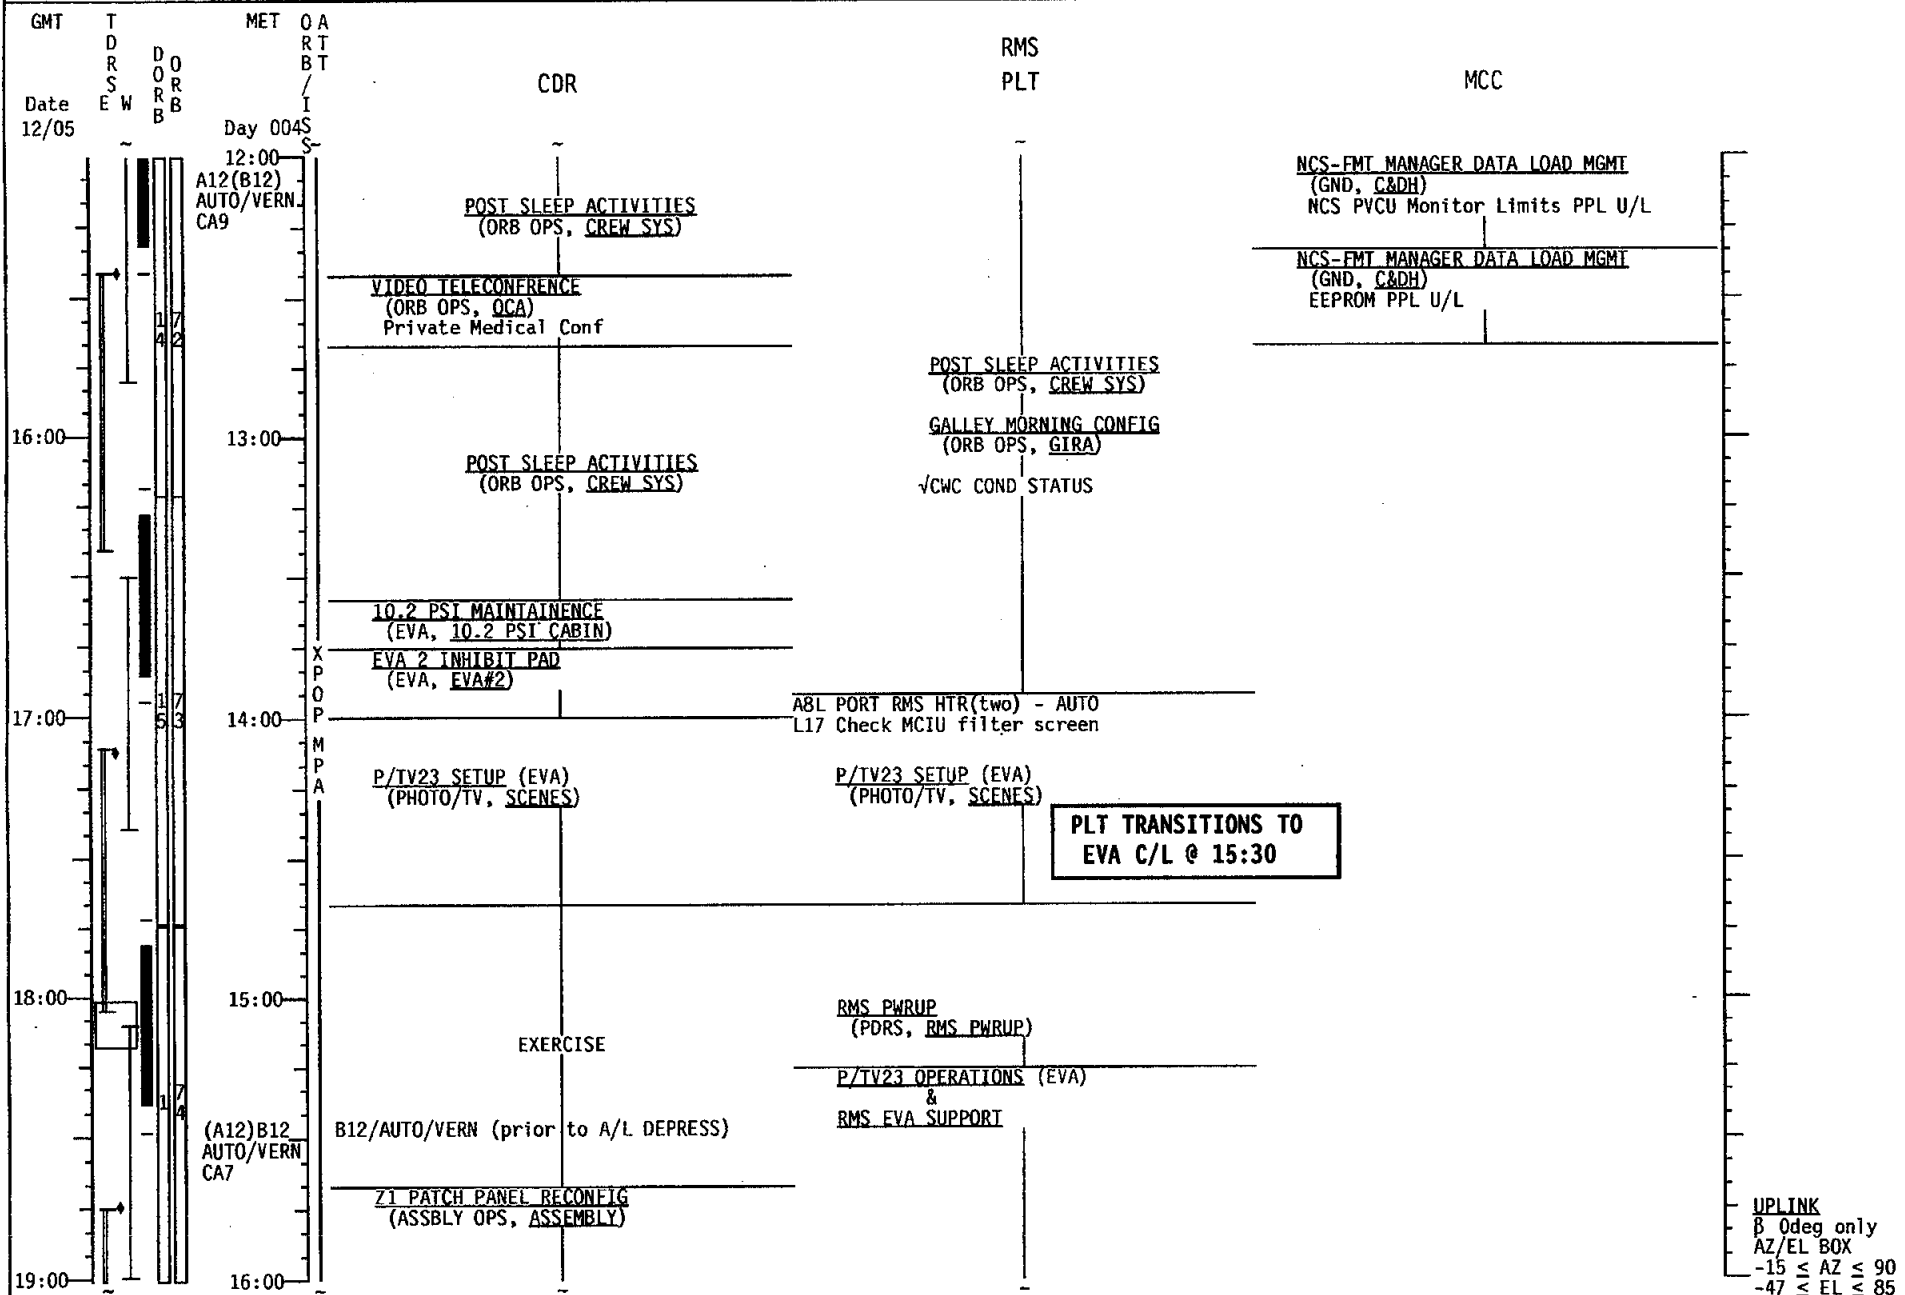 GMT
TDRS
E W
DORB
ORB
MET
ORB/ISS
ATT
Date
12/05
Day 004
CDR
RMS
PLT
MCC
12:00
A12(B12)
AUTO/VERN
CA9
POST SLEEP ACTIVITIES
(ORB OPS, CREW SYS)
NCS-FMT MANAGER DATA LOAD MGMT
(GND, C&DH)
NCS PVCU Monitor Limits PPL U/L
VIDEO TELECONFRENCE
(ORB OPS, OCA)
Private Medical Conf
NCS-FMT MANAGER DATA LOAD MGMT
(GND, C&DH)
EEPROM PPL U/L
14
72
POST SLEEP ACTIVITIES
(ORB OPS, CREW SYS)
16:00
13:00
GALLEY MORNING CONFIG
(ORB OPS, GIRA)
POST SLEEP ACTIVITIES
(ORB OPS, CREW SYS)
√CWC COND STATUS
10.2 PSI MAINTAINENCE
(EVA, 10.2 PSI CABIN)
EVA 2 INHIBIT PAD
(EVA, EVA#2)
XPOP MPA
15
73
17:00
14:00
A8L PORT RMS HTR(two) - AUTO
L17 Check MCIU filter screen
P/TV23 SETUP (EVA)
(PHOTO/TV, SCENES)
P/TV23 SETUP (EVA)
(PHOTO/TV, SCENES)
PLT TRANSITIONS TO
EVA C/L @ 15:30
18:00
15:00
RMS PWRUP
(PDRS, RMS PWRUP)
EXERCISE
P/TV23 OPERATIONS (EVA)
&
RMS EVA SUPPORT
1
74
(A12)B12
AUTO/VERN
CA7
B12/AUTO/VERN (prior to A/L DEPRESS)
Z1 PATCH PANEL RECONFIG
(ASSBLY OPS, ASSEMBLY)
19:00
16:00
UPLINK
β 0deg only
AZ/EL BOX
-15 ≤ AZ ≤ 90
-47 ≤ EL ≤ 85